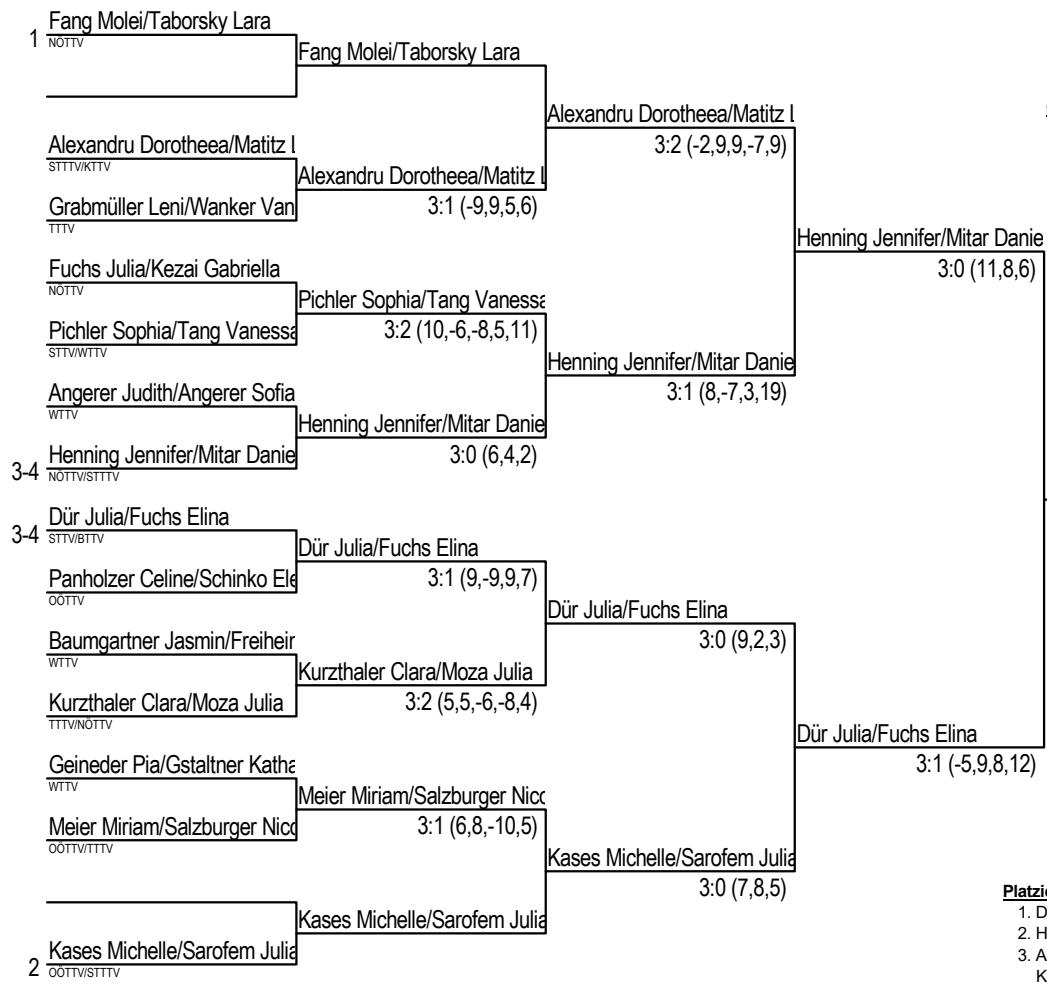 Fang Molei/Taborsky Lara
1
NÖTTV
Fang Molei/Taborsky Lara
Alexandru Dorotheea/Matitz L
3:2 (-2,9,9,-7,9)
Alexandru Dorotheea/Matitz L
STTTV/KTTV
Alexandru Dorotheea/Matitz L
3:1 (-9,9,5,6)
Grabmüller Leni/Wanker Van
TTTV
Henning Jennifer/Mitar Danie
3:0 (11,8,6)
Fuchs Julia/Kezai Gabriella
NÖTTV
Pichler Sophia/Tang Vanessa
3:2 (10,-6,-8,5,11)
Pichler Sophia/Tang Vanessa
STTV/WTTV
Henning Jennifer/Mitar Danie
3:1 (8,-7,3,19)
Angerer Judith/Angerer Sofia
WTTV
Henning Jennifer/Mitar Danie
3:0 (6,4,2)
Henning Jennifer/Mitar Danie
3-4
NÖTTV/STTTV
Dür Julia/Fuchs Elina
3-4
STTV/BTTV
Dür Julia/Fuchs Elina
3:1 (9,-9,9,7)
Panholzer Celine/Schinko Ele
OÖTTV
Dür Julia/Fuchs Elina
3:0 (9,2,3)
Baumgartner Jasmin/Freihein
WTTV
Kurzthaler Clara/Moza Julia
3:2 (5,5,-6,-8,4)
Kurzthaler Clara/Moza Julia
TTTV/NÖTTV
Dür Julia/Fuchs Elina
3:1 (-5,9,8,12)
Geineder Pia/Gstaltner Katha
WTTV
Meier Miriam/Salzburger Nico
3:1 (6,8,-10,5)
Meier Miriam/Salzburger Nico
OÖTTV/TTTV
Kases Michelle/Sarofem Julia
3:0 (7,8,5)
Kases Michelle/Sarofem Julia
Kases Michelle/Sarofem Julia
2
OÖTTV/STTTV
Platzi
1. D
2. H
3. A
K